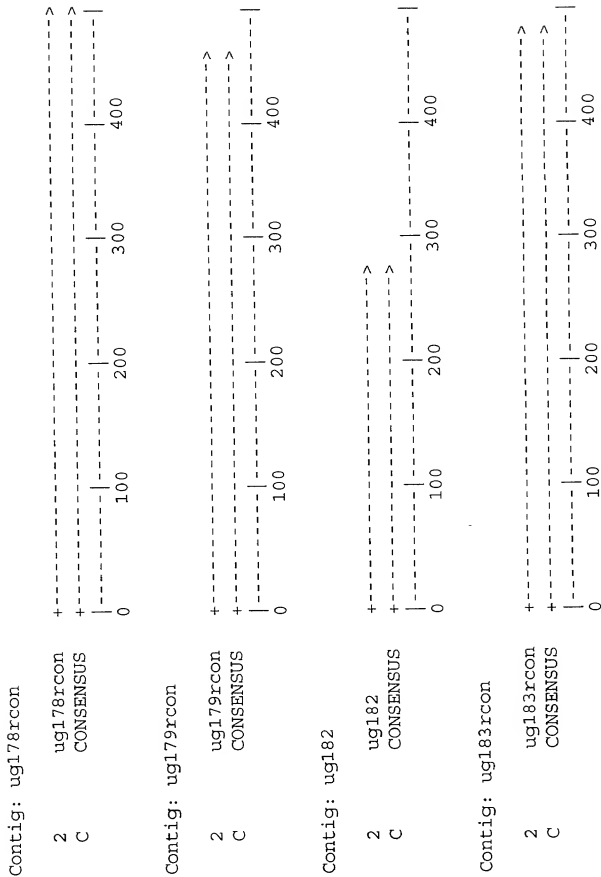 Contig: ug178rcon
2 ug178rcon +-------------------------------------------------->
C CONSENSUS +-------------------------------------------------->
|---------|---------|---------|---------|---------|
0 100 200 300 400
Contig: ug179rcon
2 ug179rcon +---------------------------------------------->
C CONSENSUS +---------------------------------------------->
|---------|---------|---------|---------|---------|
0 100 200 300 400
Contig: ug182
2 ug182 +--------------------------->
C CONSENSUS +--------------------------->
|---------|---------|---------|---------|---------|
0 100 200 300 400
Contig: ug183rcon
2 ug183rcon +------------------------------------------------>
C CONSENSUS +------------------------------------------------>
|---------|---------|---------|---------|---------|
0 100 200 300 400